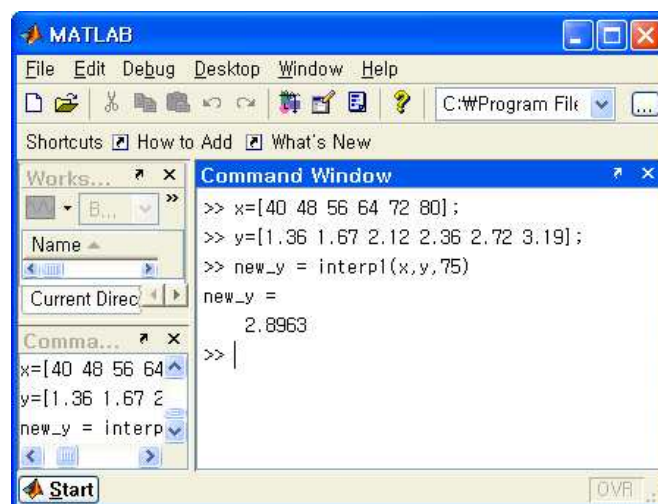 MATLAB
File Edit Debug Desktop Window Help
C:₩Program File
...
Shortcuts How to Add What's New
Works...
B...
»
Name
Current Direc
Comma...
x=[40 48 56 64
y=[1.36 1.67 2
new_y = interp
Command Window
>> x=[40 48 56 64 72 80];
>> y=[1.36 1.67 2.12 2.36 2.72 3.19];
>> new_y = interp1(x,y,75)
new_y =
2.8963
>>
Start
OVR